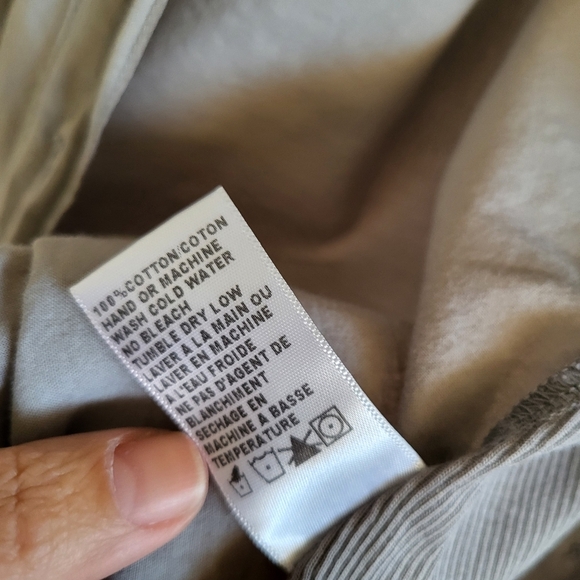 100% COTTON/COTON
HAND OR MACHINE
WASH COLD WATER
NO BLEACH
TUMBLE DRY LOW
LAVER A LA MAIN OU
LAVER EN MACHINE
A L'EAU FROIDE
NE PAS D'AGENT DE
BLANCHIMENT
SECHAGE EN
MACHINE A BASSE
TEMPERATURE